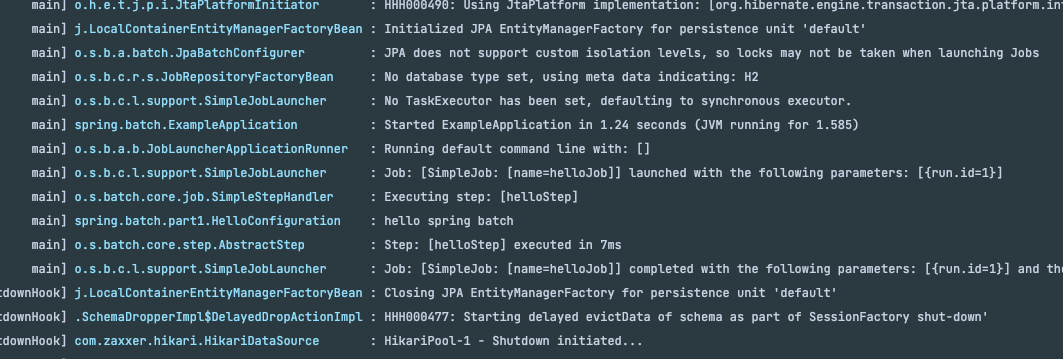 main] o.h.e.t.j.p.i.JtaPlatformInitiator : HHH000490: Using JtaPlatform implementation: [org.hibernate.engine.transaction.jta.platform.int
main] j.LocalContainerEntityManagerFactoryBean : Initialized JPA EntityManagerFactory for persistence unit 'default'
main] o.s.b.a.batch.JpaBatchConfigurer : JPA does not support custom isolation levels, so locks may not be taken when launching Jobs
main] o.s.b.c.r.s.JobRepositoryFactoryBean : No database type set, using meta data indicating: H2
main] o.s.b.c.l.support.SimpleJobLauncher : No TaskExecutor has been set, defaulting to synchronous executor.
main] spring.batch.ExampleApplication : Started ExampleApplication in 1.24 seconds (JVM running for 1.585)
main] o.s.b.a.b.JobLauncherApplicationRunner : Running default command line with: []
main] o.s.b.c.l.support.SimpleJobLauncher : Job: [SimpleJob: [name=helloJob]] launched with the following parameters: [{run.id=1}]
main] o.s.batch.core.job.SimpleStepHandler : Executing step: [helloStep]
main] spring.batch.part1.HelloConfiguration : hello spring batch
main] o.s.batch.core.step.AbstractStep : Step: [helloStep] executed in 7ms
main] o.s.b.c.l.support.SimpleJobLauncher : Job: [SimpleJob: [name=helloJob]] completed with the following parameters: [{run.id=1}] and the
tdownHook] j.LocalContainerEntityManagerFactoryBean : Closing JPA EntityManagerFactory for persistence unit 'default'
tdownHook] .SchemaDropperImpl$DelayedDropActionImpl : HHH000477: Starting delayed evictData of schema as part of SessionFactory shut-down'
tdownHook] com.zaxxer.hikari.HikariDataSource : HikariPool-1 - Shutdown initiated...